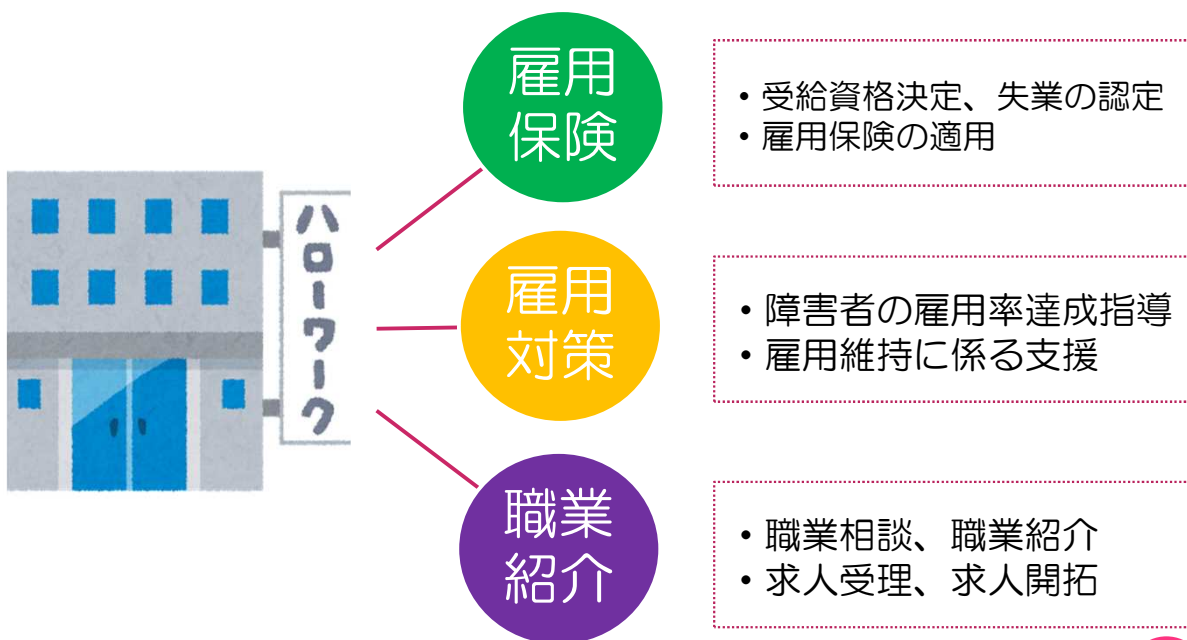 ハローワーク
雇用
保険
・受給資格決定、失業の認定
・雇用保険の適用
雇用
対策
・障害者の雇用率達成指導
・雇用維持に係る支援
職業
紹介
・職業相談、職業紹介
・求人受理、求人開拓